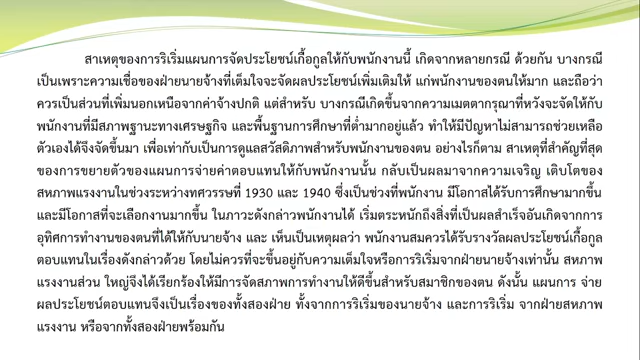 สาเหตุของการริเริ่มแผนการจัดประโยชน์เกื้อกูลให้กับพนักงานนี้ เกิดจากหลายกรณี ด้วยกัน บางกรณี
เป็นเพราะความเชื่อของฝ่ายนายจ้างที่เต็มใจจะจัดผลประโยชน์เพิ่มเติมให้ แก่พนักงานของตนให้มาก และถือว่า
ควรเป็นส่วนที่เพิ่มนอกเหนือจากค่าจ้างปกติ แต่สำหรับ บางกรณีเกิดขึ้นจากความเมตตากรุณาที่หวังจะจัดให้กับ
พนักงานที่มีสภาพฐานะทางเศรษฐกิจ และพื้นฐานการศึกษาที่ต่ำมากอยู่แล้ว ทำให้มีปัญหาไม่สามารถช่วยเหลือ
ตัวเองได้จึงจัดขึ้นมา เพื่อเท่ากับเป็นการดูแลสวัสดิภาพสำหรับพนักงานของตน อย่างไรก็ตาม สาเหตุที่สำคัญที่สุด
ของการขยายตัวของแผนการจ่ายค่าตอบแทนให้กับพนักงานนั้น กลับเป็นผลมาจากความเจริญ เติบโตของ
สหภาพแรงงานในช่วงระหว่างทศวรรษที่ 1930 และ 1940 ซึ่งเป็นช่วงที่พนักงาน มีโอกาสได้รับการศึกษามากขึ้น
และมีโอกาสที่จะเลือกงานมากขึ้น ในภาวะดังกล่าวพนักงานได้ เริ่มตระหนักถึงสิ่งที่เป็นผลสำเร็จอันเกิดจากการ
อุทิศการทำงานของตนที่ได้ให้กับนายจ้าง และ เห็นเป็นเหตุผลว่า พนักงานสมควรได้รับรางวัลผลประโยชน์เกื้อกูล
ตอบแทนในเรื่องดังกล่าวด้วย โดยไม่ควรที่จะขึ้นอยู่กับความเต็มใจหรือการริเริ่มจากฝ่ายนายจ้างเท่านั้น สหภาพ
แรงงานส่วน ใหญ่จึงได้เรียกร้องให้มีการจัดสภาพการทำงานให้ดีขึ้นสำหรับสมาชิกของตน ดังนั้น แผนการ จ่าย
ผลประโยชน์ตอบแทนจึงเป็นเรื่องของทั้งสองฝ่าย ทั้งจากการริเริ่มของนายจ้าง และการริเริ่ม จากฝ่ายสหภาพ
แรงงาน หรือจากทั้งสองฝ่ายพร้อมกัน